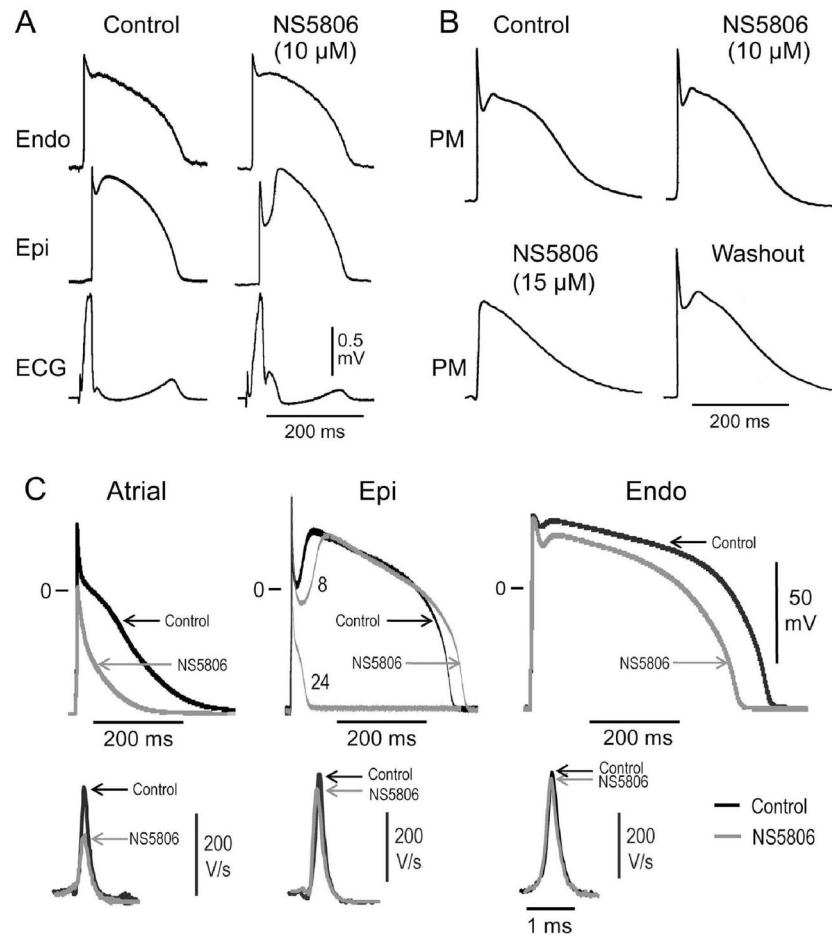 A
Control
NS5806
(10 µM)
Endo
Epi
ECG
0.5
mV
200 ms
B
Control
NS5806
(10 µM)
PM
NS5806
(15 µM)
Washout
PM
200 ms
C
Atrial
Epi
Endo
0
Control
NS5806
200 ms
0
8
Control
NS5806
24
200 ms
0
Control
NS5806
50
mV
200 ms
Control
NS5806
200
V/s
Control
NS5806
200
V/s
Control
NS5806
200
V/s
1 ms
Control
NS5806